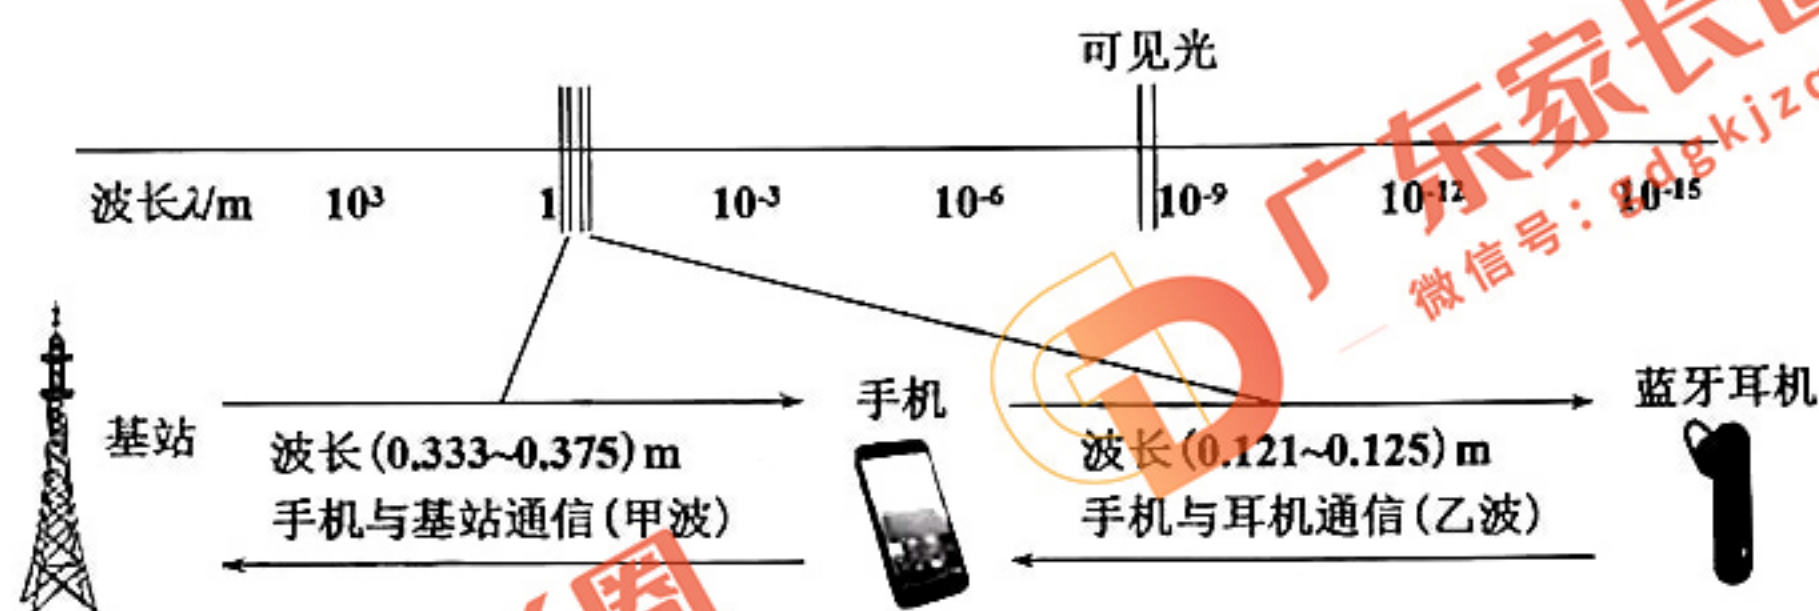 可见光
波长λ/m 10³ 1 10⁻³ 10⁻⁶ 10⁻⁹ 10⁻¹² 10⁻¹⁵
基站
手机
蓝牙耳机
波长(0.333~0.375)m
手机与基站通信(甲波)
波长(0.121~0.125)m
手机与耳机通信(乙波)
广东家长
微信号:gdgkjz
圈